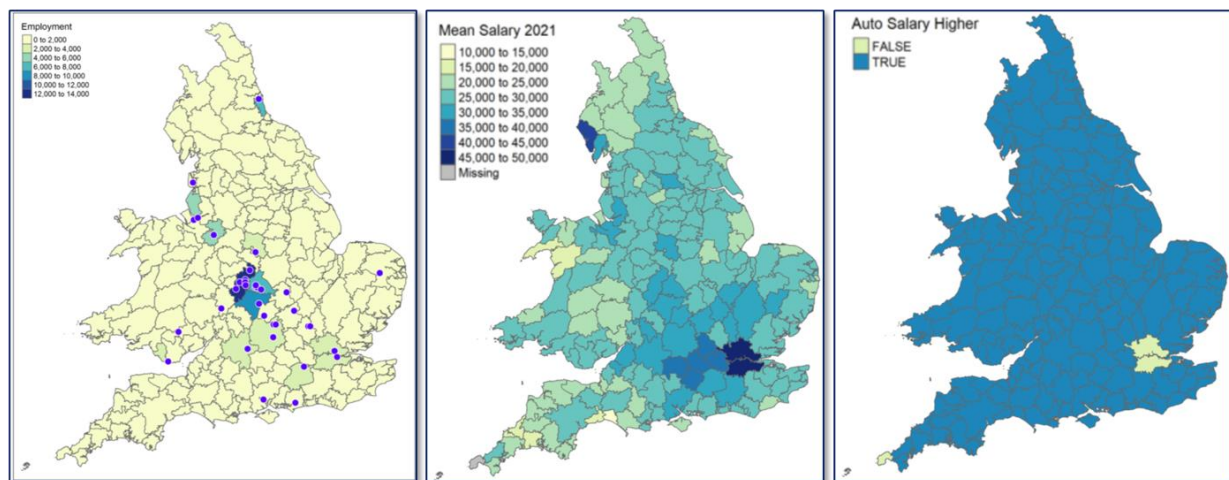 Employment
0 to 2,000
2,000 to 4,000
4,000 to 6,000
6,000 to 8,000
8,000 to 10,000
10,000 to 12,000
12,000 to 14,000
Mean Salary 2021
10,000 to 15,000
15,000 to 20,000
20,000 to 25,000
25,000 to 30,000
30,000 to 35,000
35,000 to 40,000
40,000 to 45,000
45,000 to 50,000
Missing
Auto Salary Higher
FALSE
TRUE